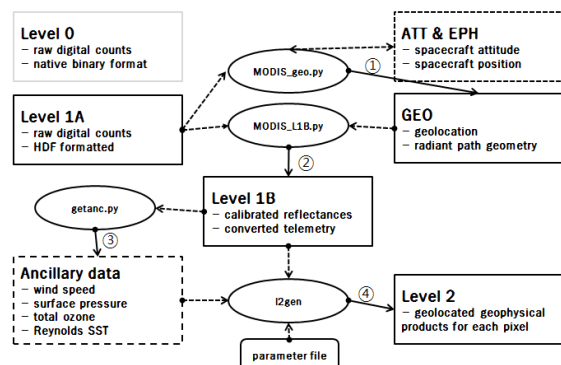 Level 0
– raw digital counts
– native binary format
ATT & EPH
– spacecraft attitude
– spacecraft position
MODIS_geo.py
①
Level 1A
– raw digital counts
– HDF formatted
MODIS_L1B.py
GEO
– geolocation
– radiant path geometry
②
Level 1B
– calibrated reflectances
– converted telemetry
getanc.py
③
Ancillary data
– wind speed
– surface pressure
– total ozone
– Reynolds SST
l2gen
④
Level 2
– geolocated geophysical
products for each pixel
parameter file